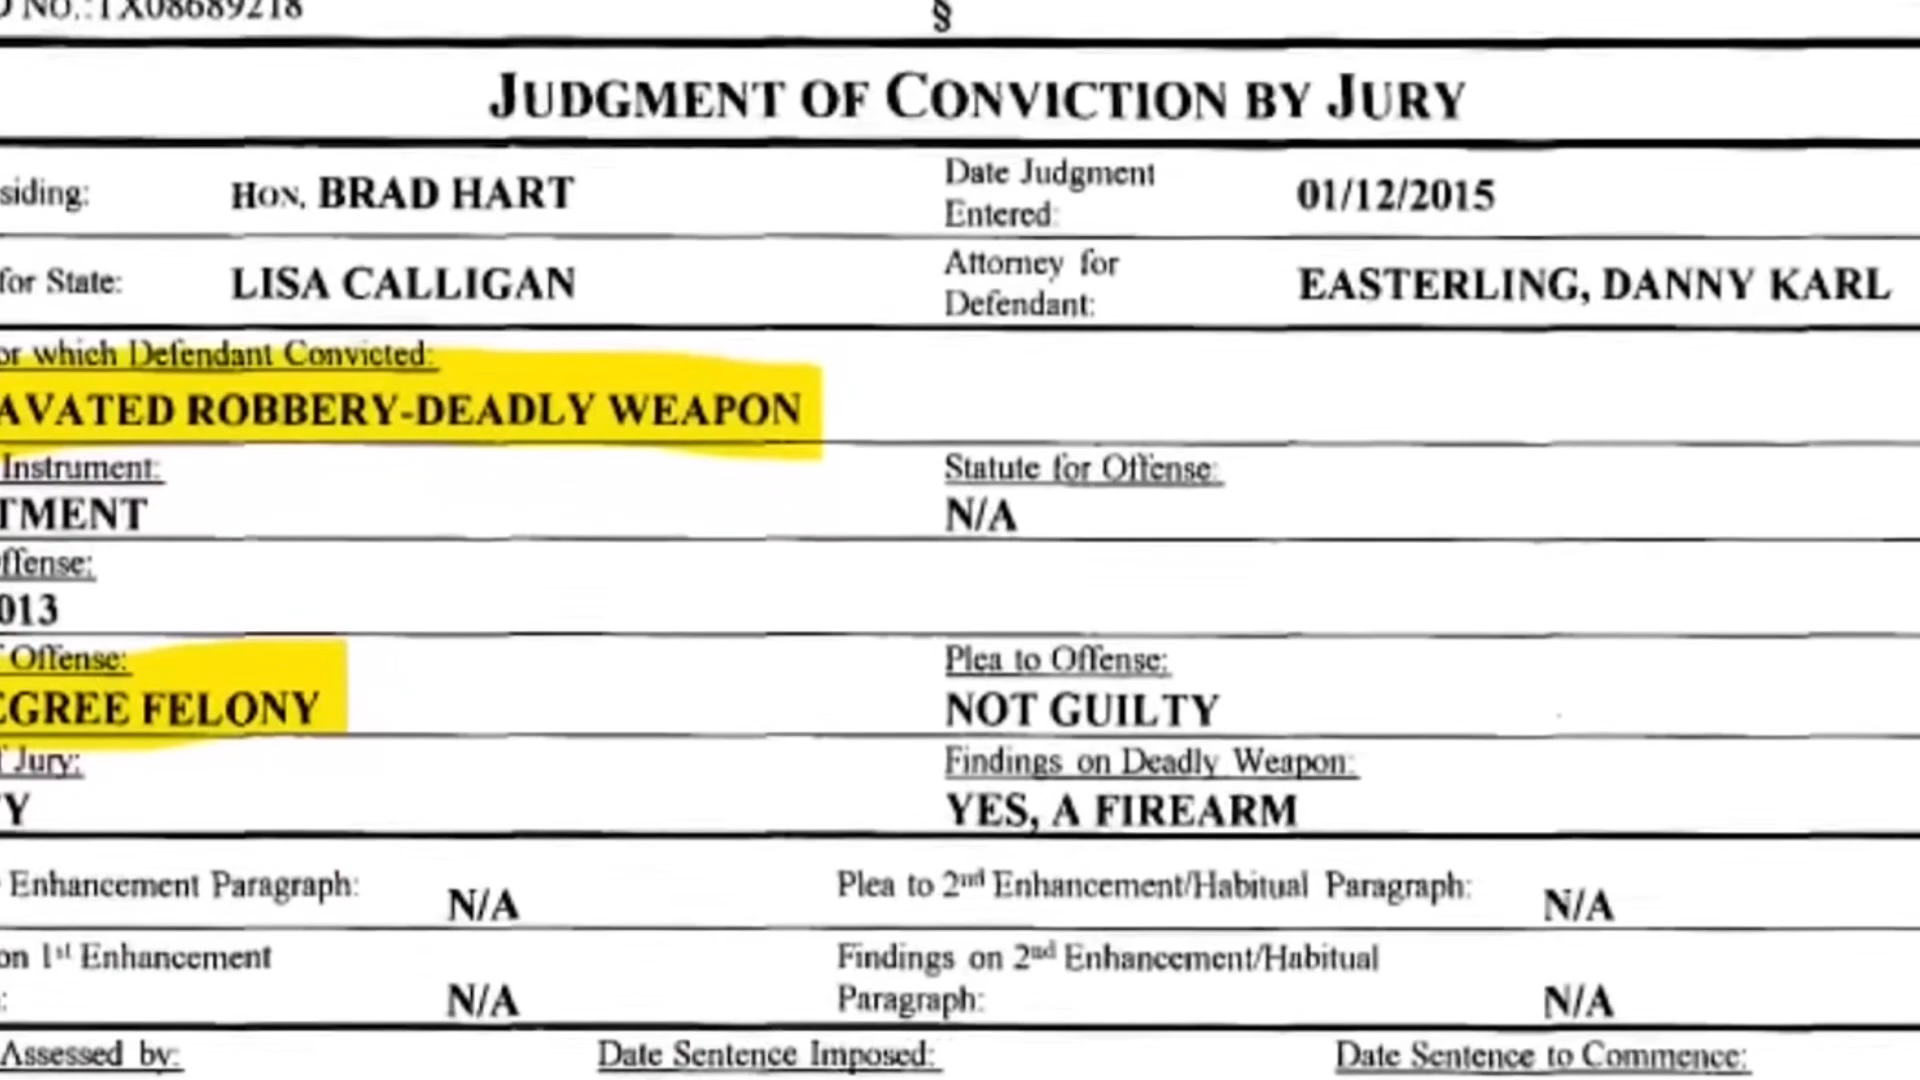 No.:TX08689218 §
JUDGMENT OF CONVICTION BY JURY
siding: HON. BRAD HART Date Judgment Entered: 01/12/2015
for State: LISA CALLIGAN Attorney for Defendant: EASTERLING, DANNY KARL
or which Defendant Convicted:
AVATED ROBBERY-DEADLY WEAPON
Instrument: Statute for Offense:
TMENT N/A
ffense:
013
Offense: Plea to Offense:
EGREE FELONY NOT GUILTY
Jury: Findings on Deadly Weapon:
Y YES, A FIREARM
Enhancement Paragraph: N/A Plea to 2nd Enhancement/Habitual Paragraph: N/A
on 1st Enhancement
: N/A Findings on 2nd Enhancement/Habitual
Paragraph: N/A
Assessed by: Date Sentence Imposed: Date Sentence to Commence: